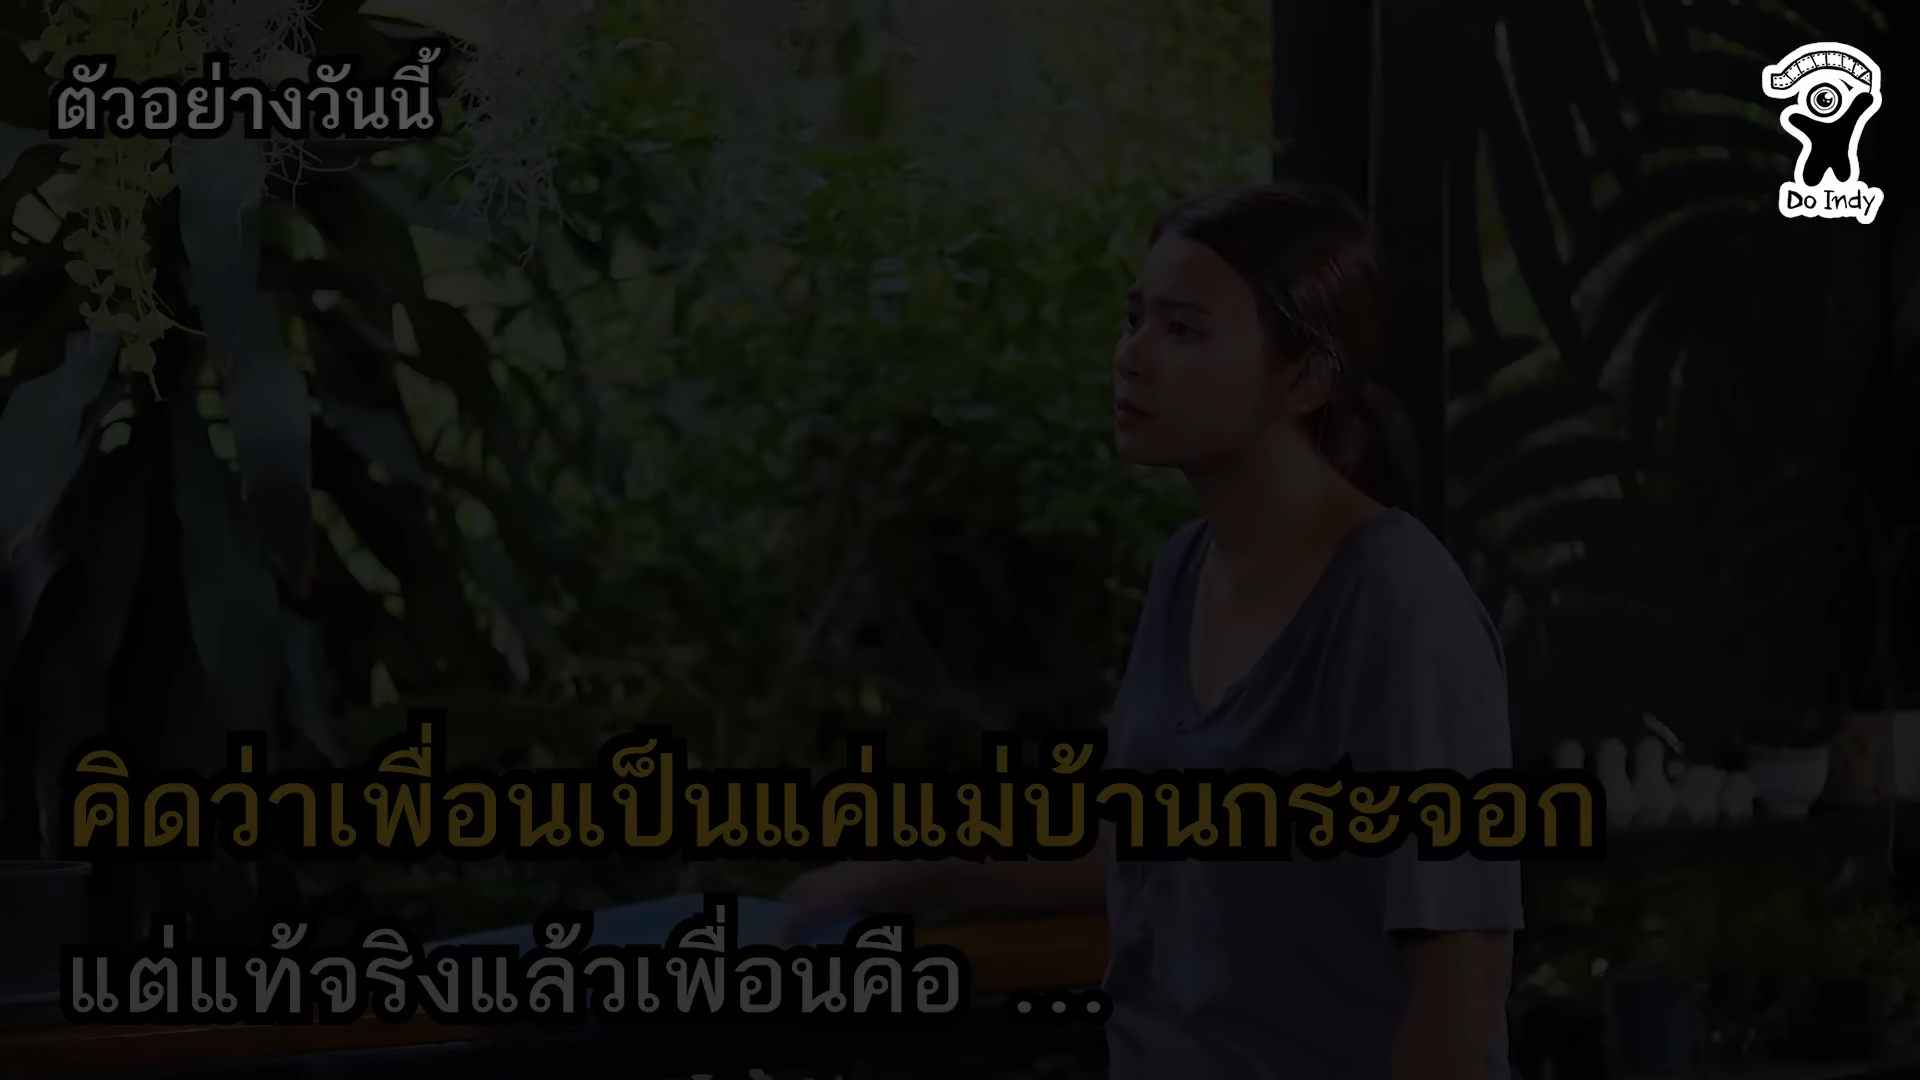 ตัวอย่างวันนี้
Do Indy
คิดว่าเพื่อนเป็นแค่แม่บ้านกระจอก
แต่แท้จริงแล้วเพื่อนคือ ...